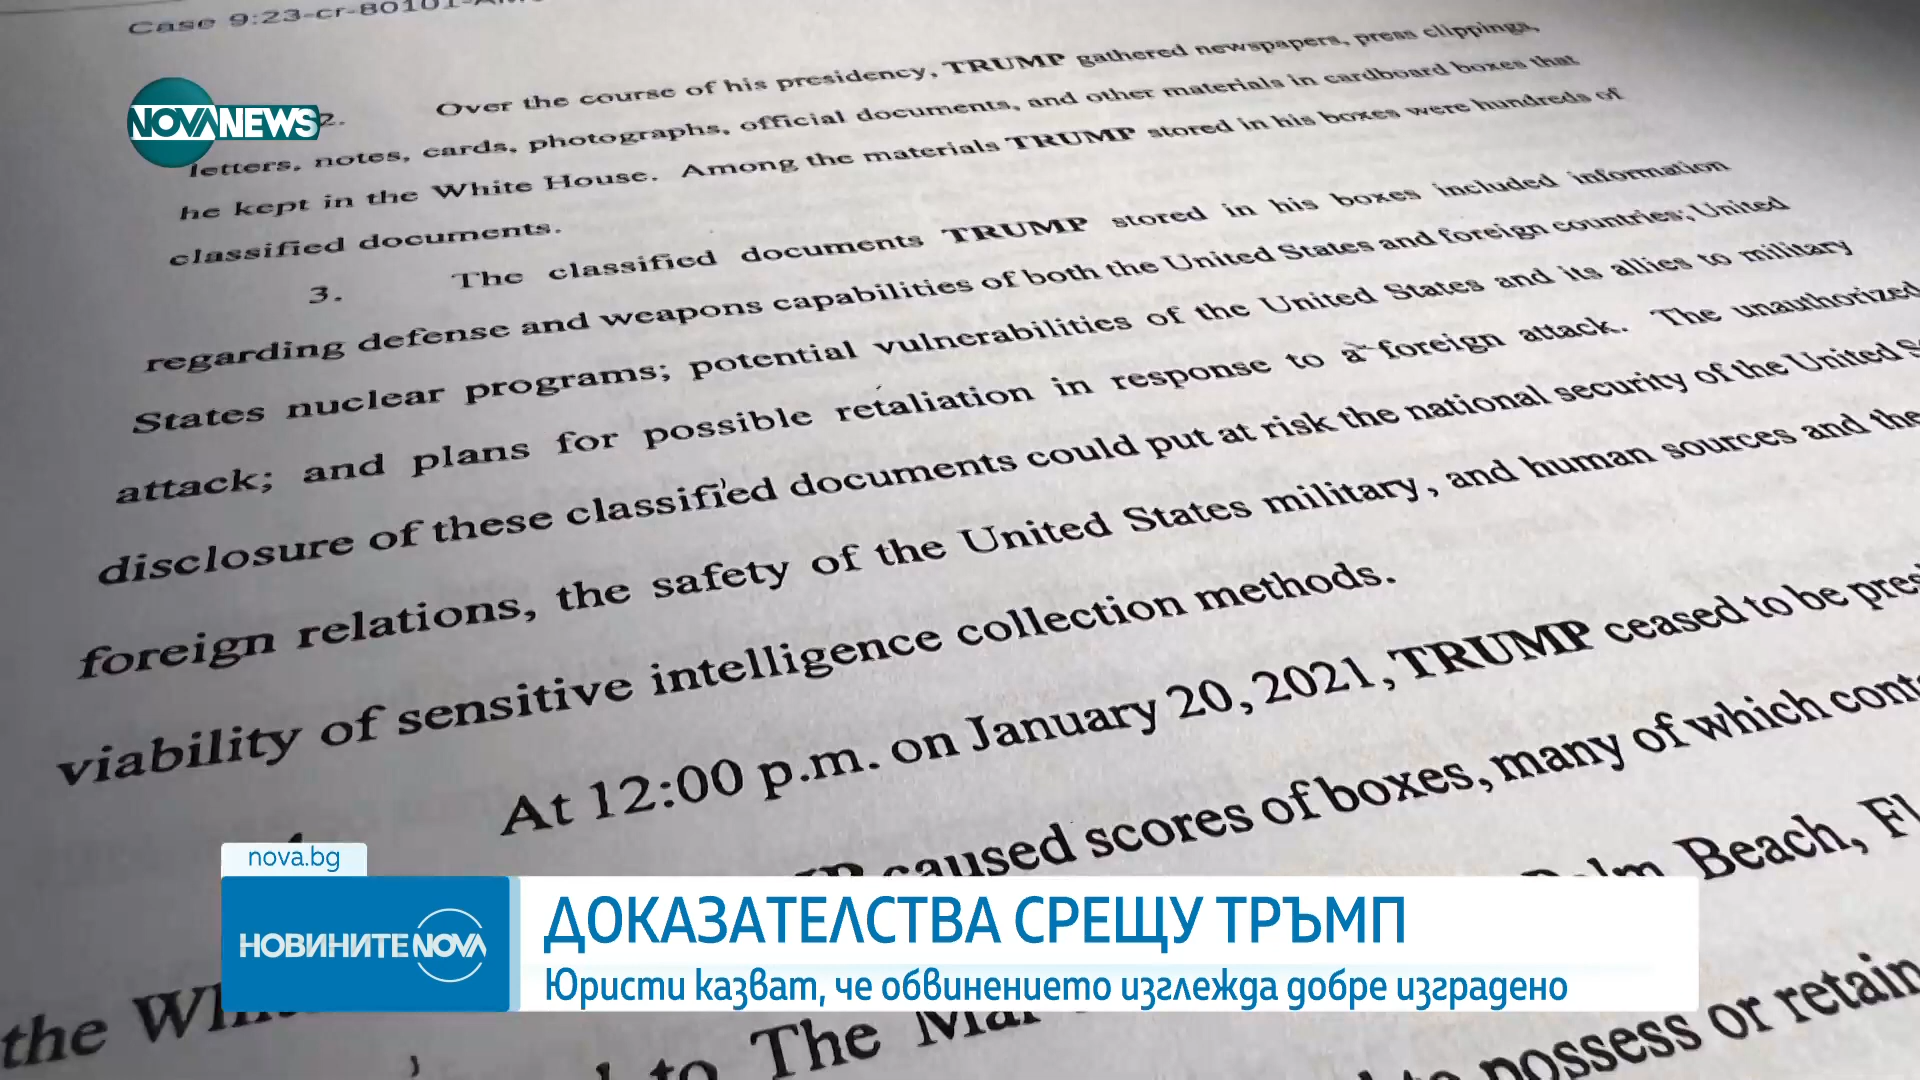 Case 9:23-cr-80101-AM
NOVANEWS
2. Over the course of his presidency, TRUMP gathered newspapers, press clippings,
letters, notes, cards, photographs, official documents, and other materials in cardboard boxes that
he kept in the White House. Among the materials TRUMP stored in his boxes were hundreds of
classified documents.
3. The classified documents TRUMP stored in his boxes included information
regarding defense and weapons capabilities of both the United States and foreign countries; United
States nuclear programs; potential vulnerabilities of the United States and its allies to military
attack; and plans for possible retaliation in response to a foreign attack. The unauthorized
disclosure of these classified documents could put at risk the national security of the United S
foreign relations, the safety of the United States military, and human sources and the
viability of sensitive intelligence collection methods.
At 12:00 p.m. on January 20, 2021, TRUMP ceased to be pres
caused scores of boxes, many of which cont
Beach, Fl
nova.bg
НОВИНИТЕ NOVA
ДОКАЗАТЕЛСТВА СРЕЩУ ТРЪМП
Юристи казват, че обвинението изглежда добре изградено
the Wh
to The Mar
to possess or retain